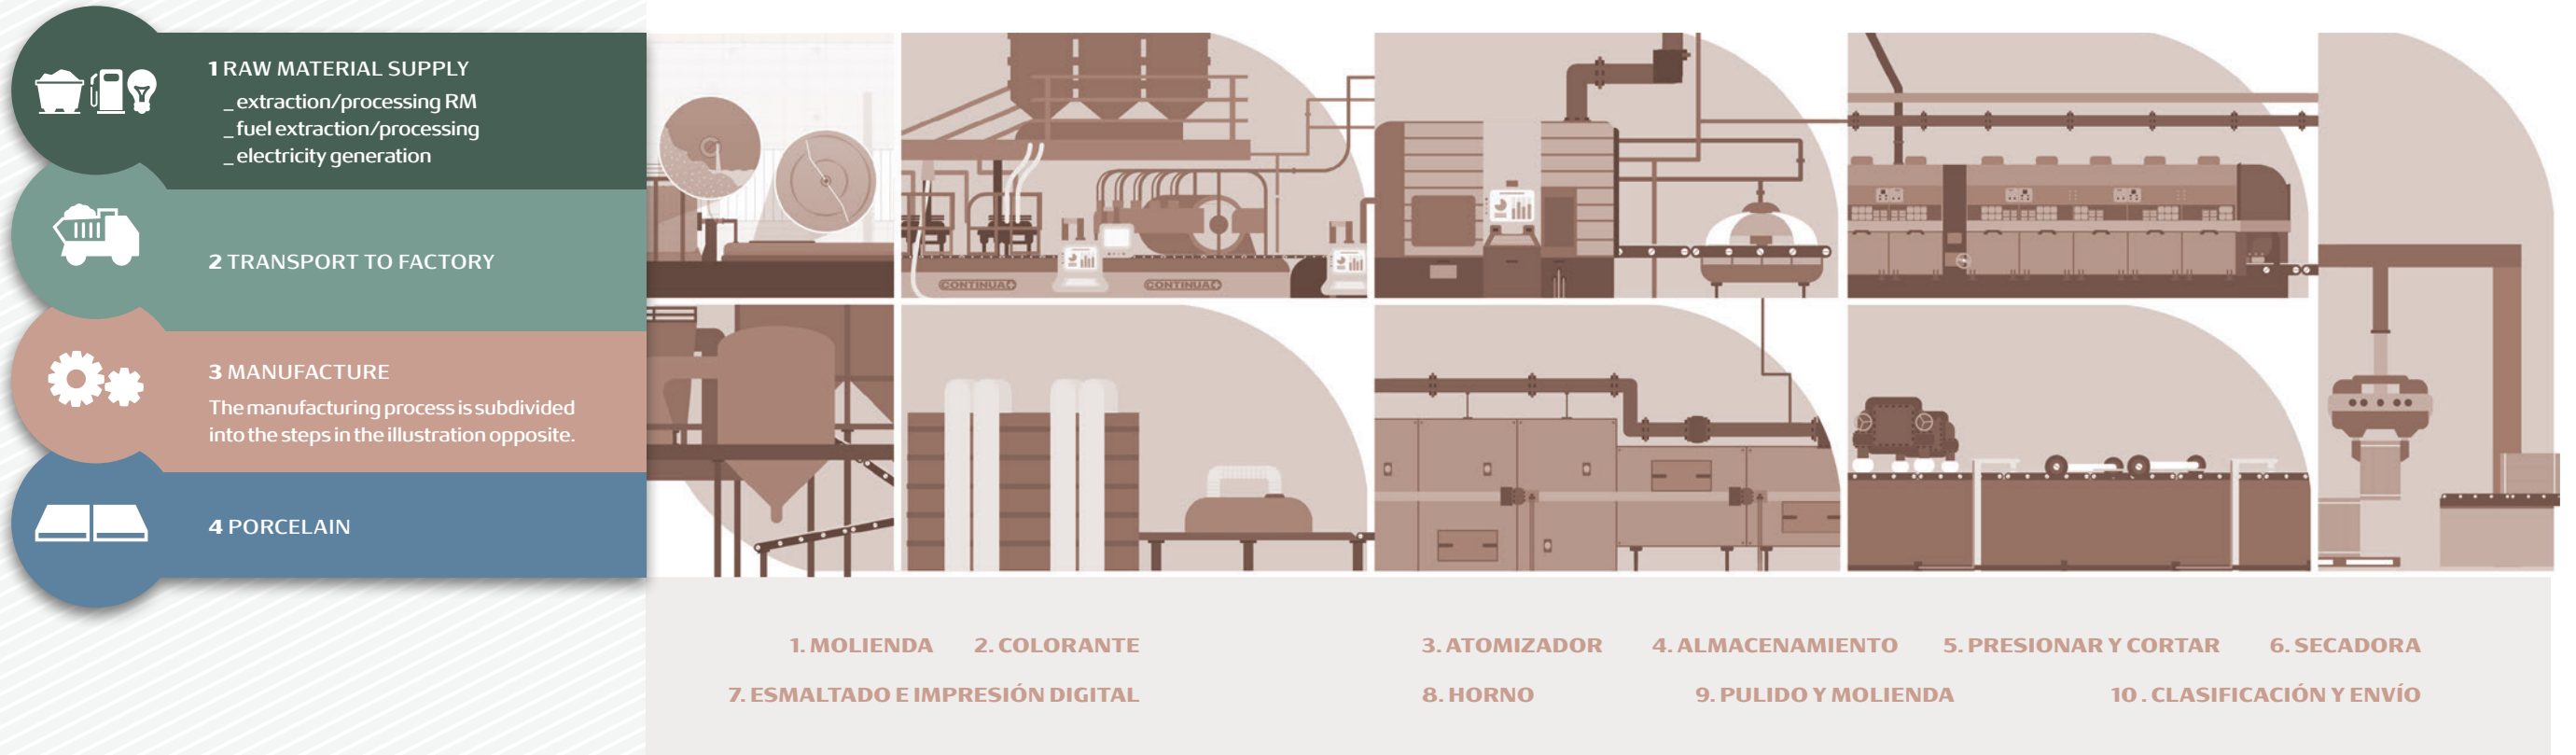 1 RAW MATERIAL SUPPLY
_ extraction/processing RM
_ fuel extraction/processing
_ electricity generation
2 TRANSPORT TO FACTORY
3 MANUFACTURE
The manufacturing process is subdivided
into the steps in the illustration opposite.
4 PORCELAIN
CONTINUA+ CONTINUA+
1. MOLIENDA 2. COLORANTE 3. ATOMIZADOR 4. ALMACENAMIENTO 5. PRESIONAR Y CORTAR 6. SECADORA
7. ESMALTADO E IMPRESIÓN DIGITAL 8. HORNO 9. PULIDO Y MOLIENDA 10 . CLASIFICACIÓN Y ENVÍO